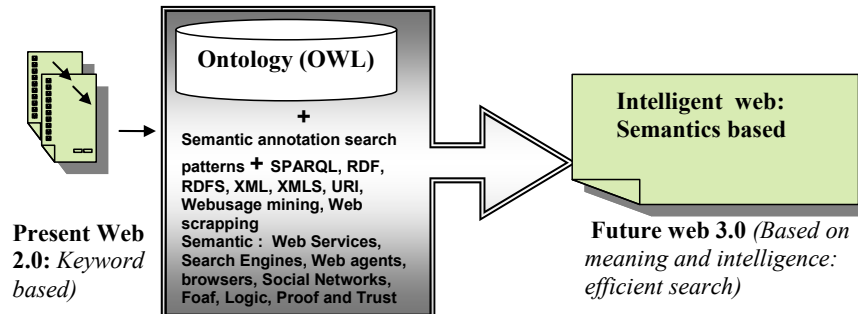 Ontology (OWL)
+
Semantic annotation search
patterns + SPARQL, RDF,
RDFS, XML, XMLS, URI,
Webusage mining, Web
scrapping
Semantic : Web Services,
Search Engines, Web agents,
browsers, Social Networks,
Foaf, Logic, Proof and Trust
Present Web
2.0: Keyword
based)
Intelligent web:
Semantics based
Future web 3.0 (Based on
meaning and intelligence:
efficient search)